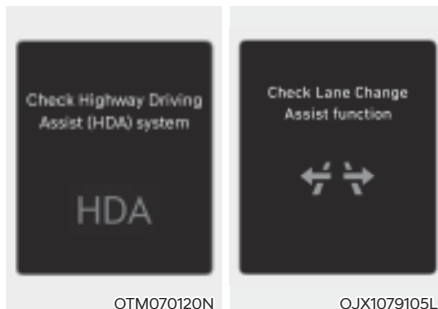 Check Highway Driving
Assist (HDA) system
HDA
OTM070120N
Check Lane Change
Assist function
OJX1079105L